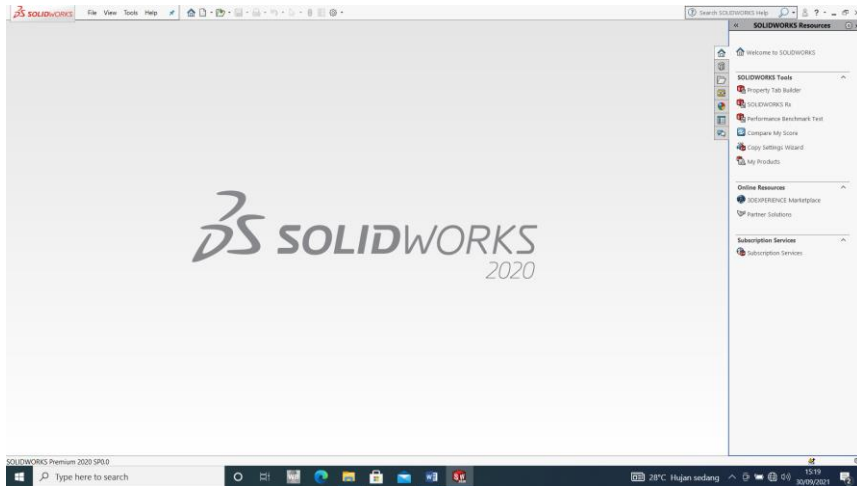 SOLIDWORKS File View Tools Help Search SOLIDWORKS Help ?
SOLIDWORKS Resources
Welcome to SOLIDWORKS
SOLIDWORKS Tools
Property Tab Builder
SOLIDWORKS Rx
Performance Benchmark Test
Compare My Score
Copy Settings Wizard
My Products
Online Resources
3DEXPERIENCE Marketplace
Partner Solutions
Subscription Services
Subscription Services
SOLIDWORKS
2020
SOLIDWORKS Premium 2020 SP0.0
Type here to search
28°C Hujan sedang
15:19
30/09/2021